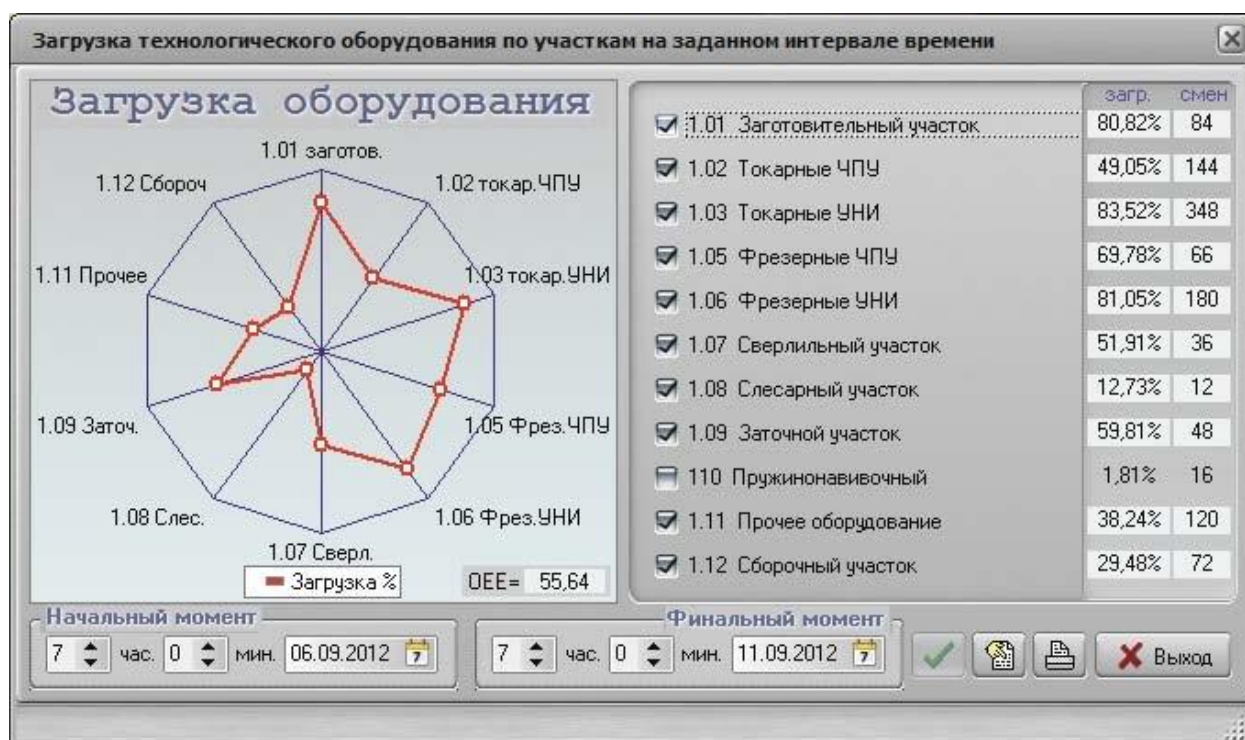 Загрузка технологического оборудования по участкам на заданном интервале времени
Загрузка оборудования
1.01 заготов.
1.12 Сбороч
1.02 токар.ЧПУ
1.11 Прочее
1.03 токар.УНИ
1.09 Заточ.
1.05 Фрез.ЧПУ
1.08 Слес.
1.06 Фрез.УНИ
1.07 Сверл.
Загрузка %
OEE= 55,64
загр. смен
1.01 Заготовительный участок 80,82% 84
1.02 Токарные ЧПУ 49,05% 144
1.03 Токарные УНИ 83,52% 348
1.05 Фрезерные ЧПУ 69,78% 66
1.06 Фрезерные УНИ 81,05% 180
1.07 Сверлильный участок 51,91% 36
1.08 Слесарный участок 12,73% 12
1.09 Заточной участок 59,81% 48
110 Пружинонавивочный 1,81% 16
1.11 Прочее оборудование 38,24% 120
1.12 Сборочный участок 29,48% 72
Начальный момент
7 час. 0 мин. 06.09.2012 7
Финальный момент
7 час. 0 мин. 11.09.2012 7
Выход